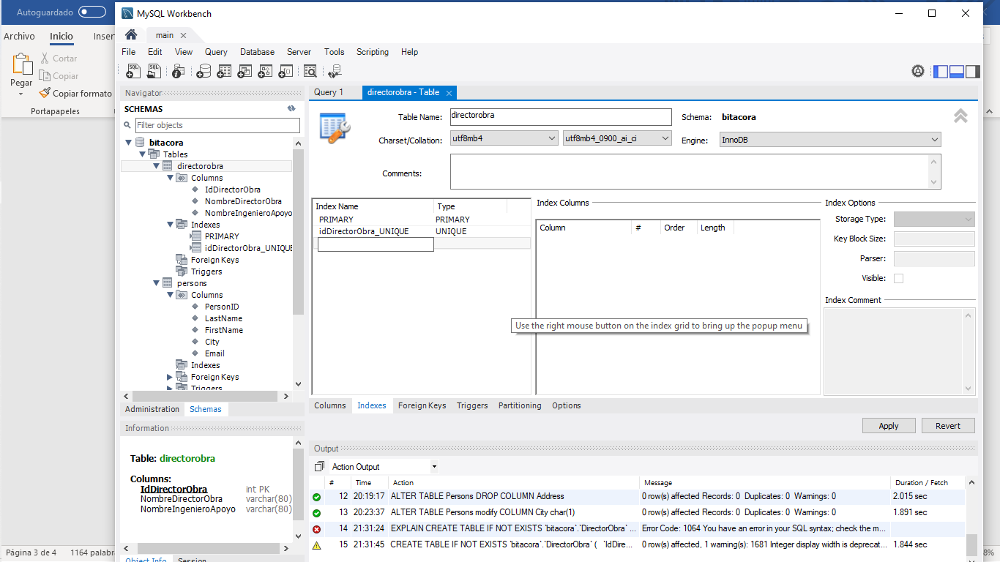 Autoguardado
Archivo Inicio Inser
Cortar
Copiar
Copiar formato
Pegar
Portapapeles
Página 3 de 4 1164 palabr
8%
MySQL Workbench
main
File Edit View Query Database Server Tools Scripting Help
Navigator
SCHEMAS
Filter objects
bitacora
Tables
directorobra
Columns
IdDirectorObra
NombreDirectorObra
NombreIngenieroApoyo
Indexes
PRIMARY
idDirectorObra_UNIQUE
Foreign Keys
Triggers
persons
Columns
PersonID
LastName
FirstName
City
Email
Indexes
Foreign Keys
Triggers
Administration Schemas
Information
Table: directorobra
Columns:
IdDirectorObra int PK
NombreDirectorObra varchar(80)
NombreIngenieroApoyo varchar(80)
Object Info Session
Query 1 directorobra - Table
Table Name: directorobra Schema: bitacora
Charset/Collation: utf8mb4 utf8mb4_0900_ai_ci Engine: InnoDB
Comments:
Index Name Type
PRIMARY PRIMARY
idDirectorObra_UNIQUE UNIQUE
Index Columns
Column # Order Length
Index Options
Storage Type:
Key Block Size:
Parser:
Visible:
Index Comment
Use the right mouse button on the index grid to bring up the popup menu
Columns Indexes Foreign Keys Triggers Partitioning Options
Apply Revert
Output
Action Output
# Time Action Message Duration / Fetch
12 20:19:17 ALTER TABLE Persons DROP COLUMN Address 0 row(s) affected Records: 0 Duplicates: 0 Warnings: 0 2.015 sec
13 20:23:37 ALTER TABLE Persons modify COLUMN City char(1) 0 row(s) affected Records: 0 Duplicates: 0 Warnings: 0 1.891 sec
14 21:31:24 EXPLAIN CREATE TABLE IF NOT EXISTS `bitacora`.`DirectorObra` ... Error Code: 1064 You have an error in your SQL syntax; check the m...
15 21:31:45 CREATE TABLE IF NOT EXISTS `bitacora`.`DirectorObra` ( `IdDire... 0 row(s) affected, 1 warning(s): 1681 Integer display width is deprecat... 1.844 sec